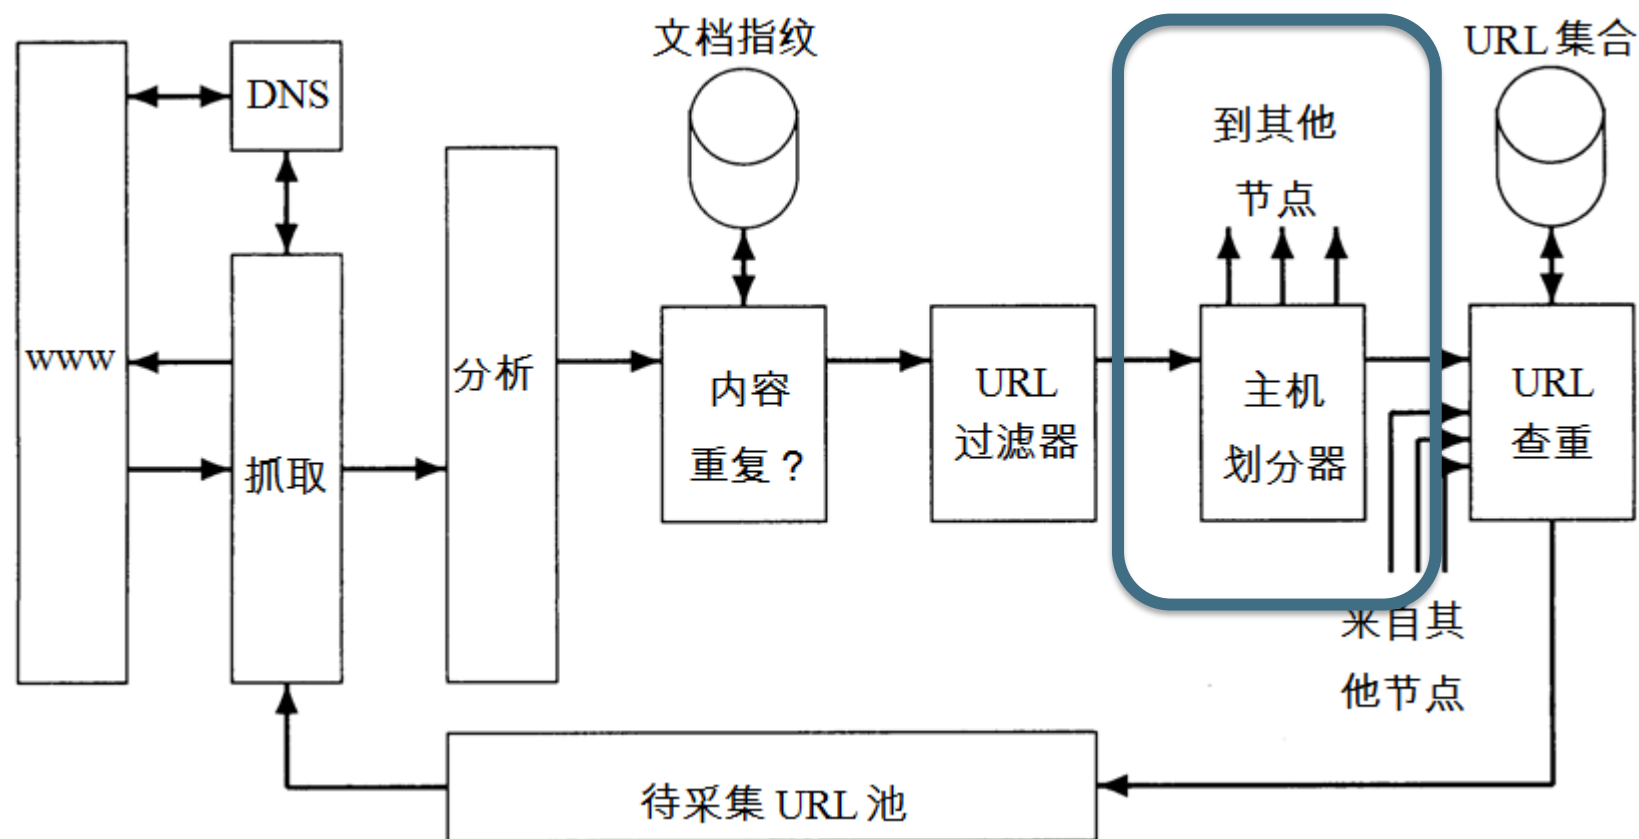 文档指纹
URL 集合
DNS
到其他
节点
www
分析
抓取
内容
重复？
URL
过滤器
主机
划分器
URL
查重
来自其
他节点
待采集 URL 池